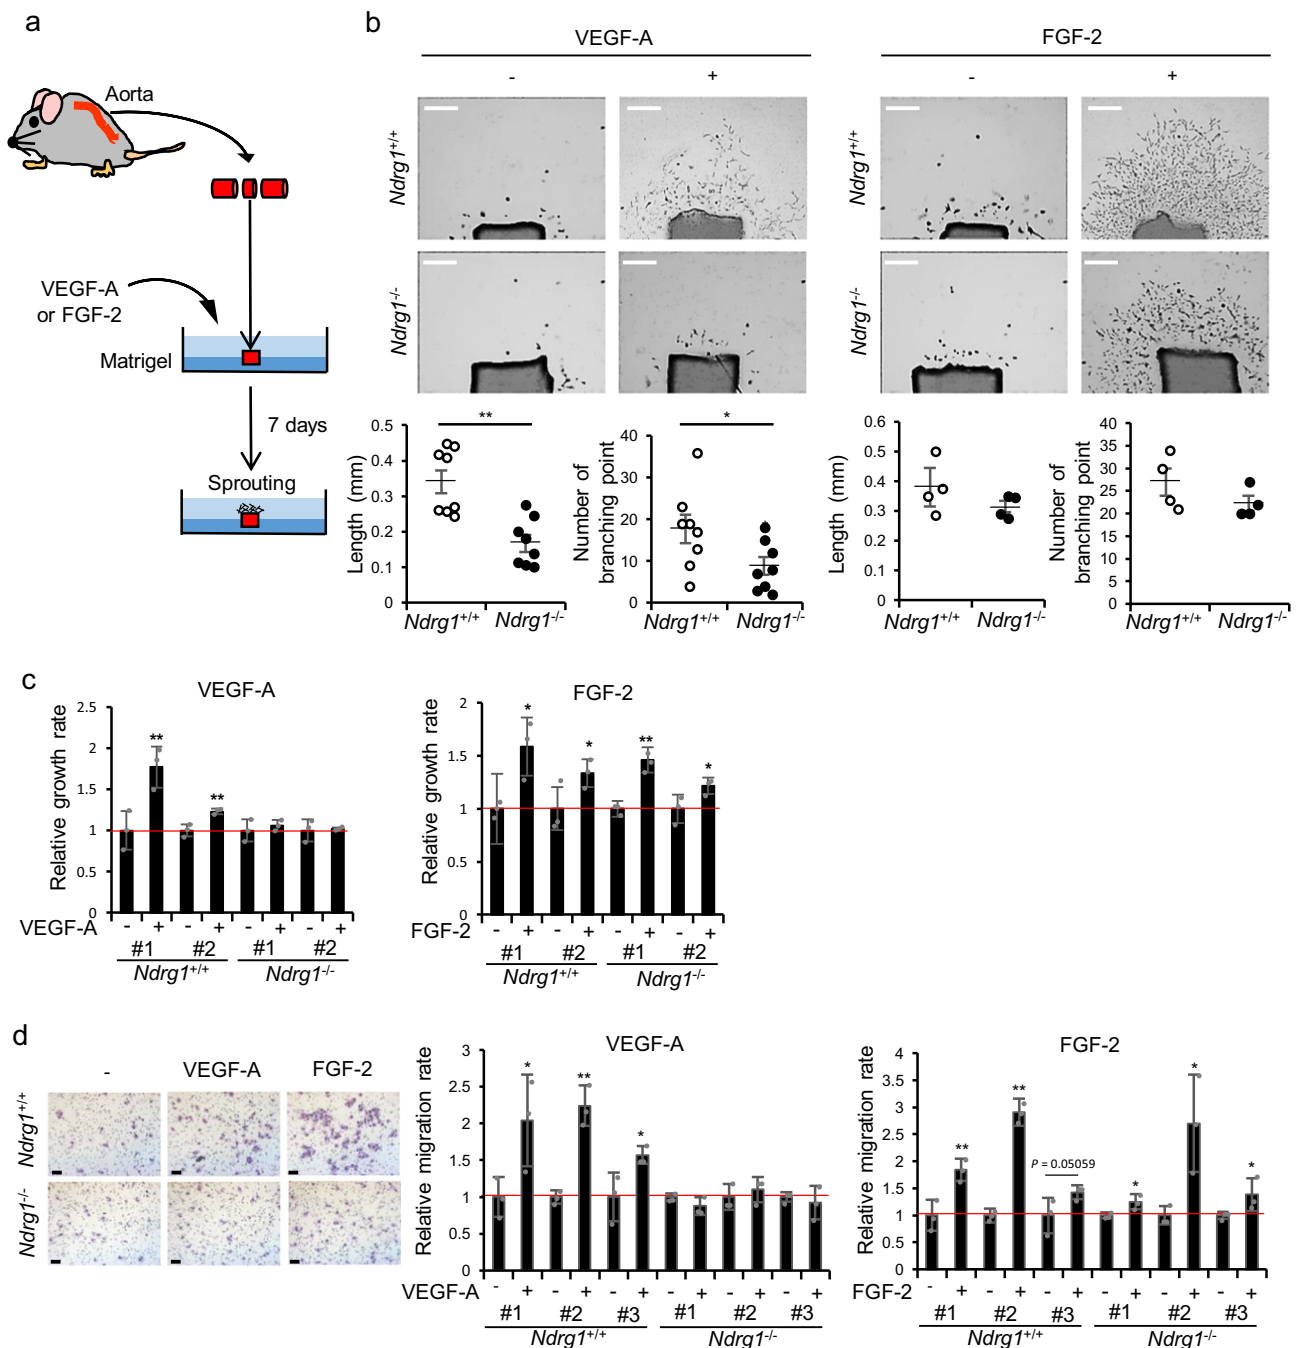 a
Aorta
VEGF-A
or FGF-2
Matrigel
7 days
Sprouting
b
VEGF-A
FGF-2
- +
- +
Ndrg1+/+
Ndrg1+/+
Ndrg1-/-
Ndrg1-/-
**
0.5
0.4
0.3
0.2
0.1
0
Length (mm)
Ndrg1+/+ Ndrg1-/-
*
40
30
20
10
0
Number of
branching point
Ndrg1+/+ Ndrg1-/-
0.6
0.5
0.4
0.3
0.2
0.1
0
Length (mm)
Ndrg1+/+ Ndrg1-/-
40
35
30
25
20
15
10
5
0
Number of
branching point
Ndrg1+/+ Ndrg1-/-
c
VEGF-A
2.5
2
1.5
1
0.5
0
Relative growth rate
** **
VEGF-A - + - + - + - +
#1 #2 #1 #2
Ndrg1+/+ Ndrg1-/-
FGF-2
2
1.5
1
0.5
0
Relative growth rate
* * ** *
FGF-2 - + - + - + - +
#1 #2 #1 #2
Ndrg1+/+ Ndrg1-/-
d
- VEGF-A FGF-2
Ndrg1+/+
Ndrg1-/-
VEGF-A
3
2.5
2
1.5
1
0.5
0
Relative migration rate
* ** *
VEGF-A - + - + - + - + - + - +
#1 #2 #3 #1 #2 #3
Ndrg1+/+ Ndrg1-/-
FGF-2
4
3.5
3
2.5
2
1.5
1
0.5
0
Relative migration rate
** ** P = 0.05059 * * *
FGF-2 - + - + - + - + - + - +
#1 #2 #3 #1 #2 #3
Ndrg1+/+ Ndrg1-/-